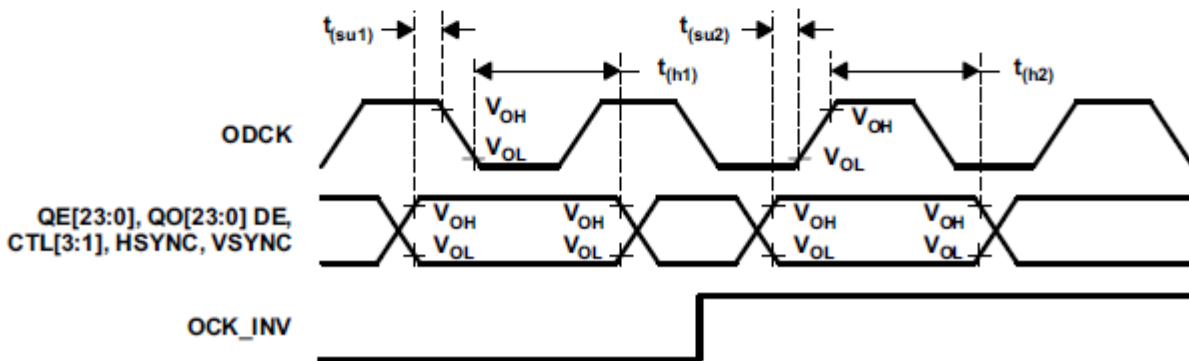 t(su1)
t(su2)
t(h1)
t(h2)
ODCK
VOH
VOL
VOH
VOL
QE[23:0], QO[23:0] DE,
CTL[3:1], HSYNC, VSYNC
VOH VOH VOH VOH
VOL VOL VOL VOL
OCK_INV